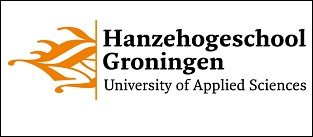 Hanzehogeschool
Groningen
University of Applied Sciences